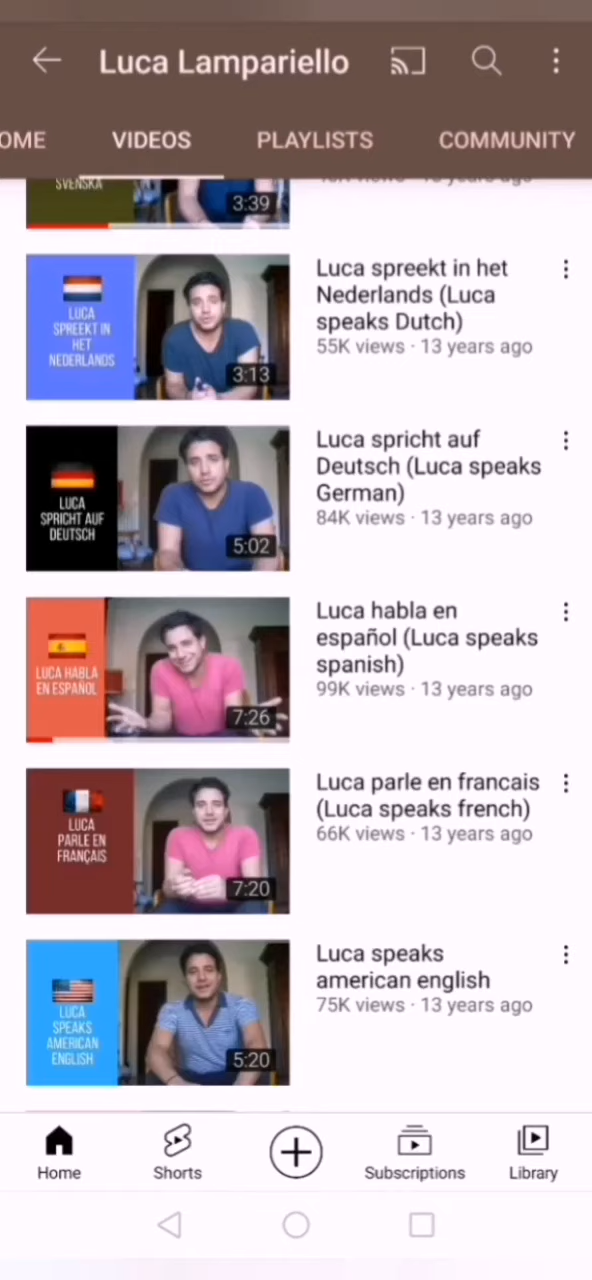 Luca Lampariello
OME VIDEOS PLAYLISTS COMMUNITY
SVENSKA
3:39
LUCA
SPREEKT IN
HET
NEDERLANDS
3:13
Luca spreekt in het
Nederlands (Luca
speaks Dutch)
55K views · 13 years ago
LUCA
SPRICHT AUF
DEUTSCH
5:02
Luca spricht auf
Deutsch (Luca speaks
German)
84K views · 13 years ago
LUCA HABLA
EN ESPAÑOL
7:26
Luca habla en
español (Luca speaks
spanish)
99K views · 13 years ago
LUCA
PARLE EN
FRANÇAIS
7:20
Luca parle en francais
(Luca speaks french)
66K views · 13 years ago
LUCA
SPEAKS
AMERICAN
ENGLISH
5:20
Luca speaks
american english
75K views · 13 years ago
Home Shorts Subscriptions Library